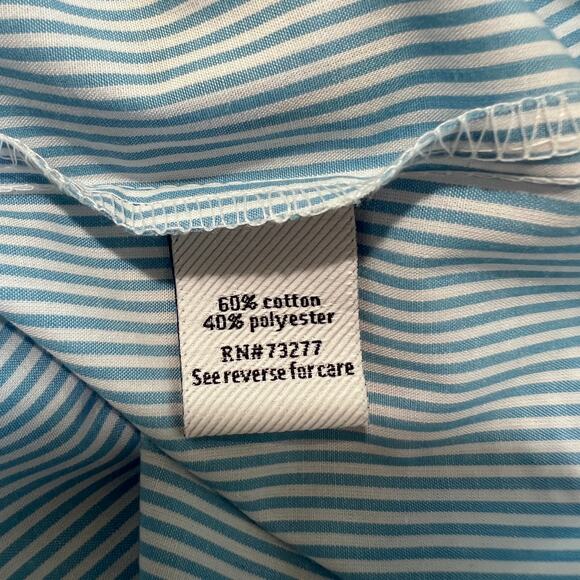 60% cotton
40% polyester
RN#73277
See reverse for care